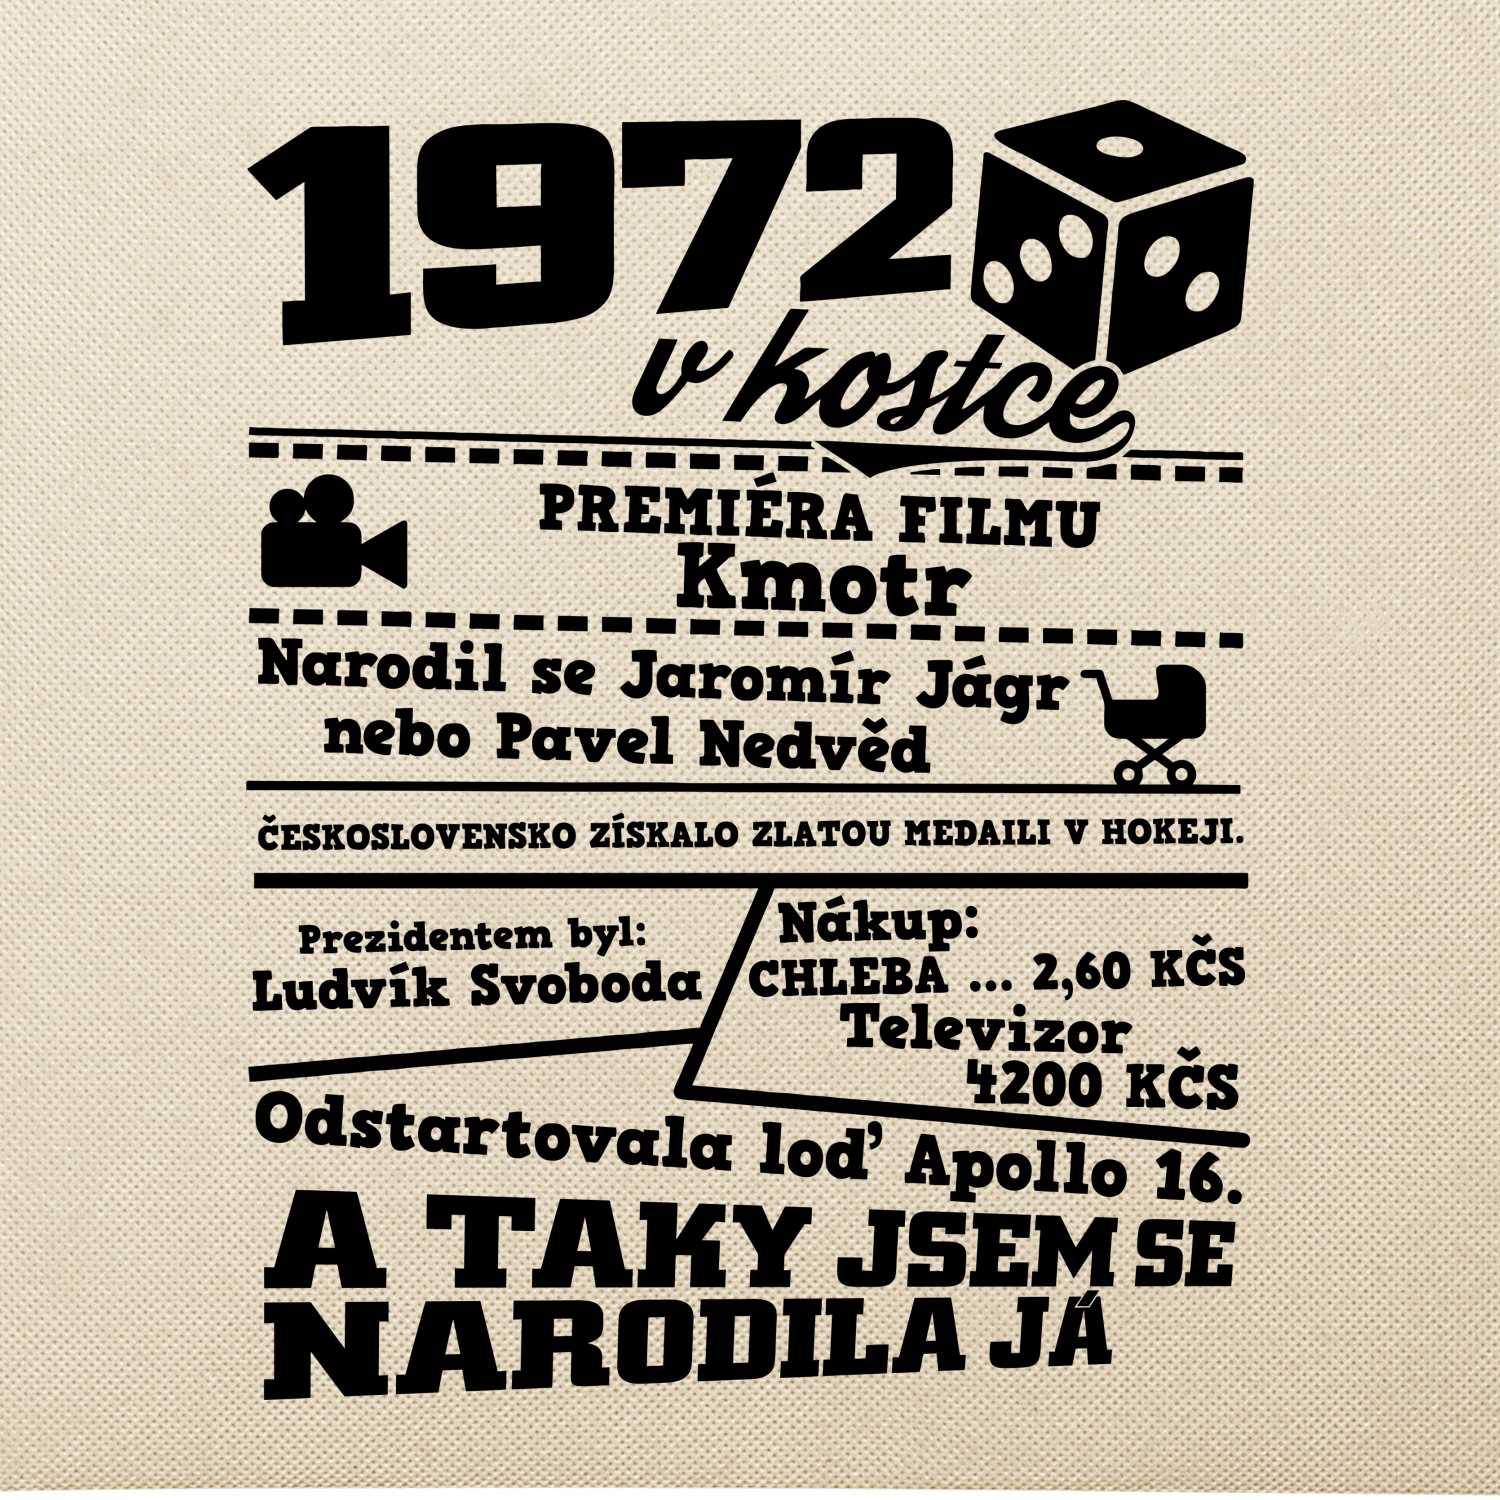 1972
v kostce
PREMIÉRA FILMU
Kmotr
Narodil se Jaromír Jágr
nebo Pavel Nedvěd
ČESKOSLOVENSKO ZÍSKALO ZLATOU MEDAILI V HOKEJI.
Prezidentem byl:
Ludvík Svoboda
Nákup:
CHLEBA ... 2,60 KČS
Televizor
4200 KČS
Odstartovala loď Apollo 16.
A TAKY JSEM SE
NARODILA JÁ